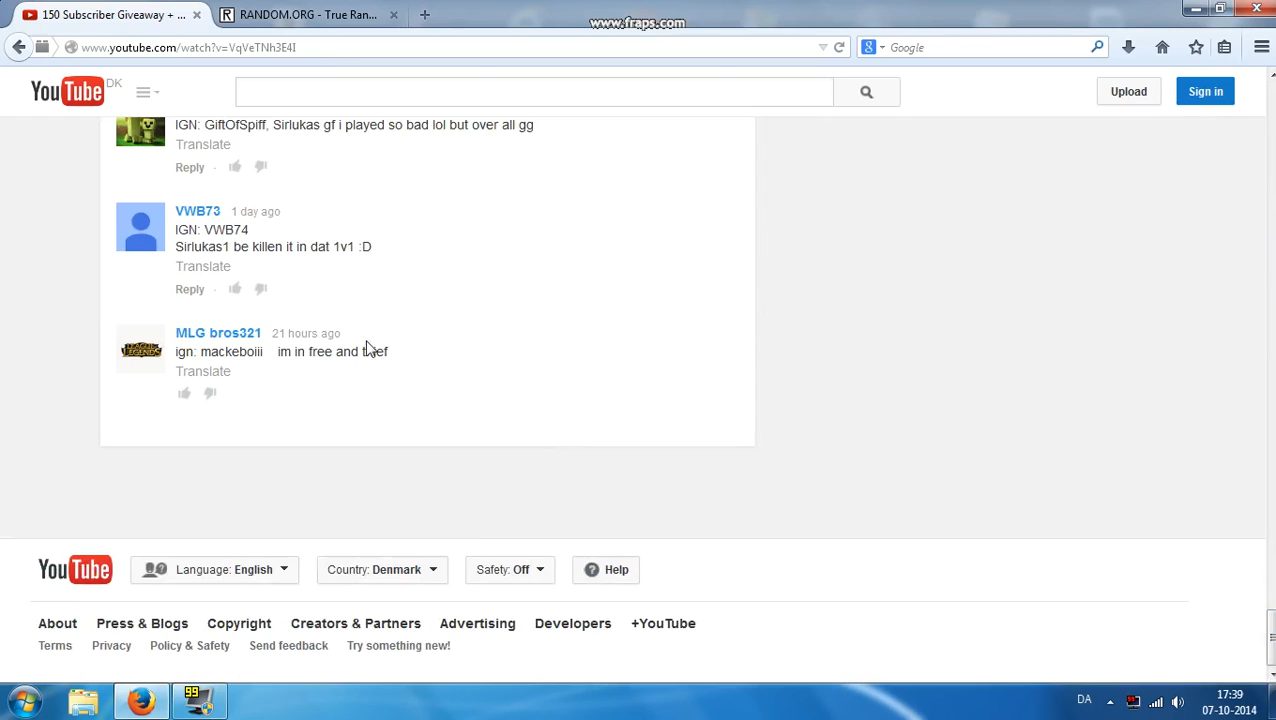 150 Subscriber Giveaway + ...
RANDOM.ORG - True Ran...
www.fraps.com
www.youtube.com/watch?v=VqVeTNh3E4I
Google
YouTube DK
Upload
Sign in
IGN: GiftOfSpiff, Sirlukas gf i played so bad lol but over all gg
Translate
Reply
VWB73 1 day ago
IGN: VWB74
Sirlukas1 be killen it in dat 1v1 :D
Translate
Reply
LEAGUE LEGENDS
MLG bros321 21 hours ago
ign: mackeboiii im in free and
Translate
YouTube
Language: English
Country: Denmark
Safety: Off
Help
About Press & Blogs Copyright Creators & Partners Advertising Developers +YouTube
Terms Privacy Policy & Safety Send feedback Try something new!
99
DA
17:39
07-10-2014